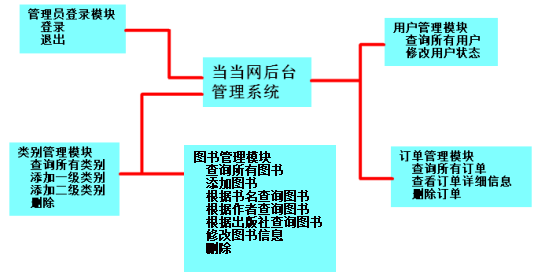 管理员登录模块
登录
退出
用户管理模块
查询所有用户
修改用户状态
当当网后台
管理系统
类别管理模块
查询所有类别
添加一级类别
添加二级类别
删除
图书管理模块
查询所有图书
添加图书
根据书名查询图书
根据作者查询图书
根据出版社查询图书
修改图书信息
删除
订单管理模块
查询所有订单
查看订单详细信息
删除订单